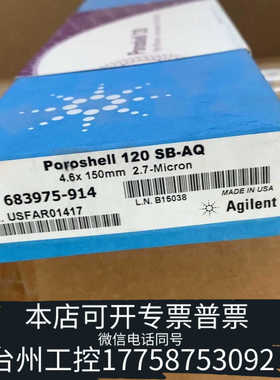 Poroshell 120
Poroshell 120 SB-AQ
4.6x 150mm 2.7-Micron
683975-914
L.N. B15038
MADE IN USA
USFAR01417
Agilent
本店可开专票普票
微信电话同号
台州工控17758753092